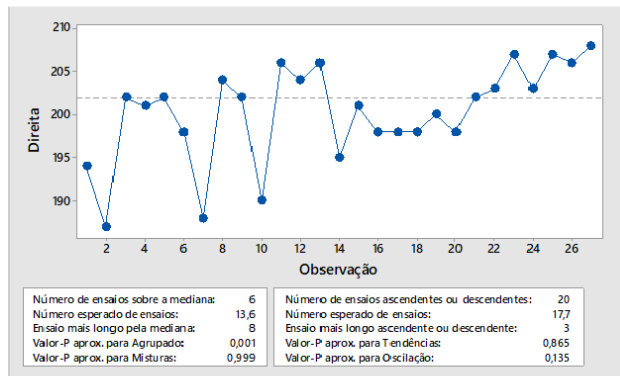 210
205
200
195
190
Direita
2 4 6 8 10 12 14 16 18 20 22 24 26
Observação
Número de ensaios sobre a mediana: 6
Número esperado de ensaios: 13,6
Ensaio mais longo pela mediana: 8
Valor-P aprox. para Agrupado: 0,001
Valor-P aprox. para Misturas: 0,999
Número de ensaios ascendentes ou descendentes: 20
Número esperado de ensaios: 17,7
Ensaio mais longo ascendente ou descendente: 3
Valor-P aprox. para Tendências: 0,865
Valor-P aprox. para Oscilação: 0,135